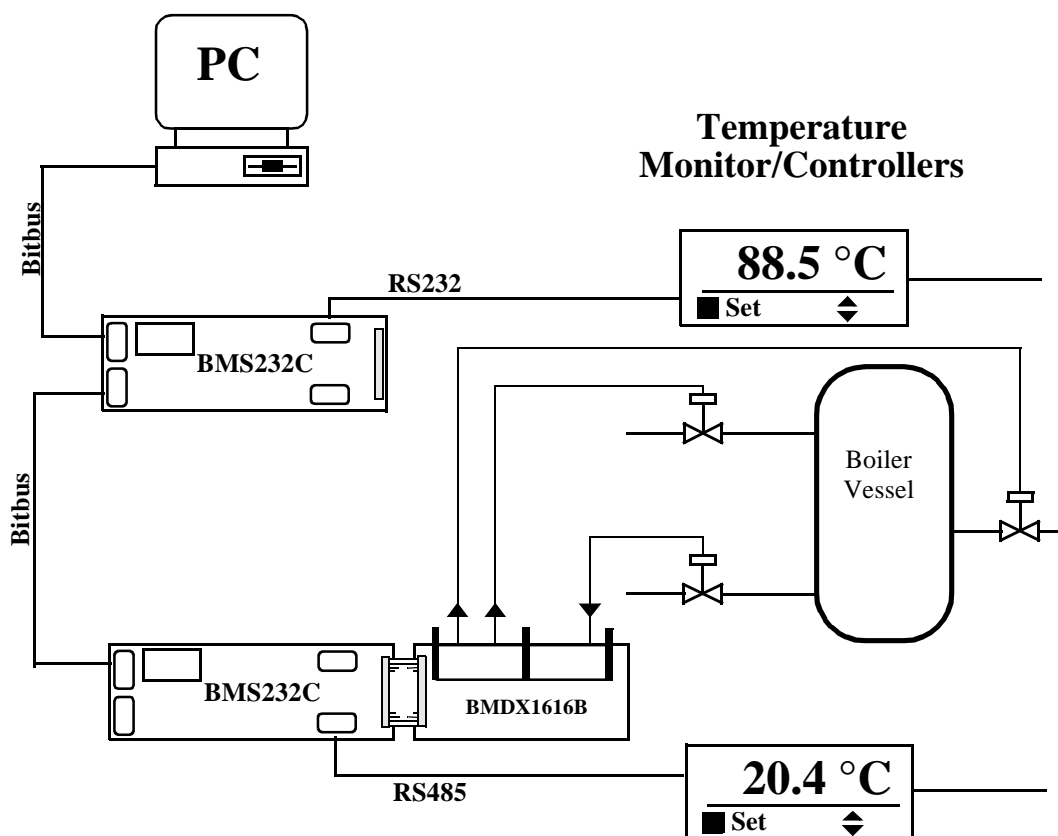 PC
Temperature
Monitor/Controllers
Bitbus
88.5 °C
Set
RS232
BMS232C
Boiler
Vessel
Bitbus
BMS232C
BMDX1616B
RS485
20.4 °C
Set